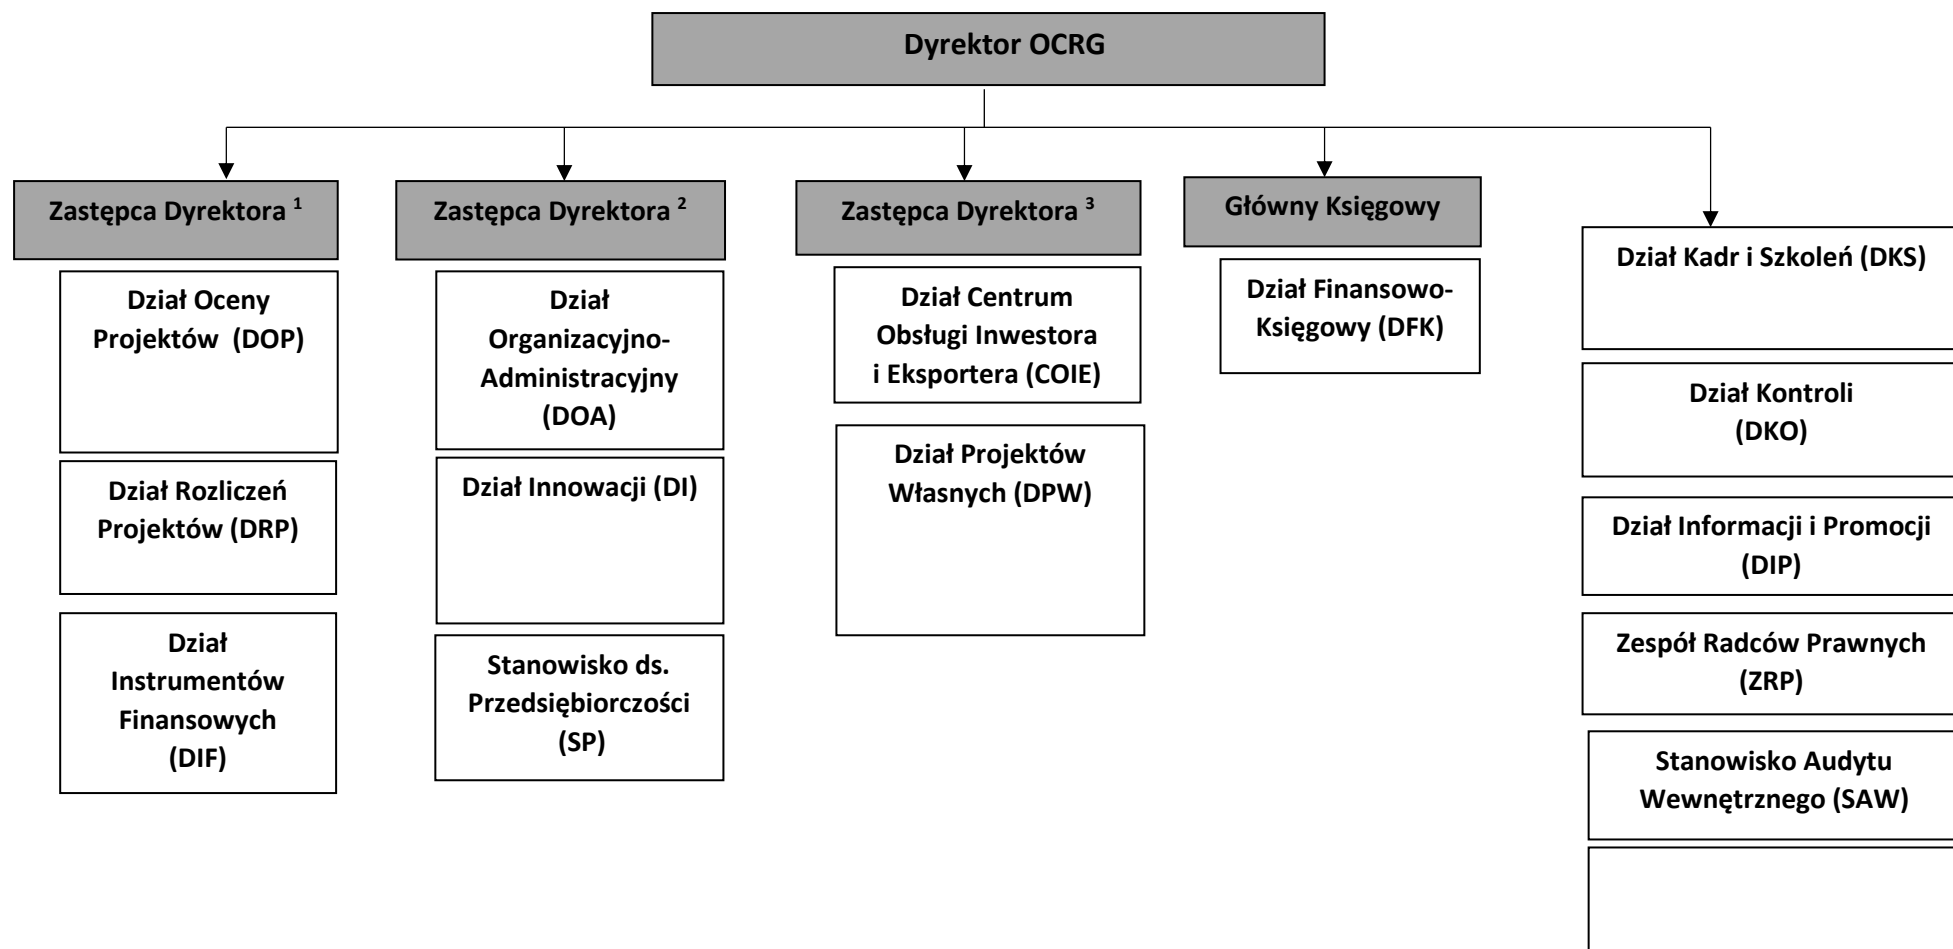 Dyrektor OCRG
Zastępca Dyrektora 1
Dział Oceny
Projektów (DOP)
Dział Rozliczeń
Projektów (DRP)
Dział
Instrumentów
Finansowych
(DIF)
Zastępca Dyrektora 2
Dział
Organizacyjno-
Administracyjny
(DOA)
Dział Innowacji (DI)
Stanowisko ds.
Przedsiębiorczości
(SP)
Zastępca Dyrektora 3
Dział Centrum
Obsługi Inwestora
i Eksportera (COIE)
Dział Projektów
Własnych (DPW)
Główny Księgowy
Dział Finansowo-
Księgowy (DFK)
Dział Kadr i Szkoleń (DKS)
Dział Kontroli
(DKO)
Dział Informacji i Promocji
(DIP)
Zespół Radców Prawnych
(ZRP)
Stanowisko Audytu
Wewnętrznego (SAW)